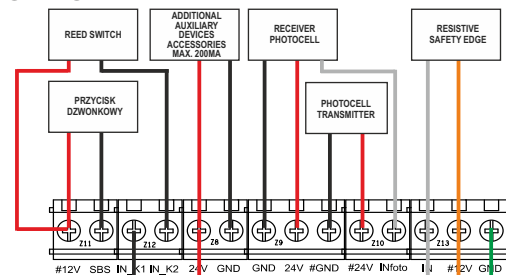 REED SWITCH
ADDITIONAL
AUXILIARY
DEVICES
ACCESSORIES
MAX. 200MA
RECEIVER
PHOTOCELL
RESISTIVE
SAFETY EDGE
PRZYCISK
DZWONKOWY
PHOTOCELL
TRANSMITTER
Z11 Z12 Z8 Z9 Z10 Z13
#12V SBS IN_K1 IN_K2 24V GND GND 24V #GND #24V INfoto IN #12V GND